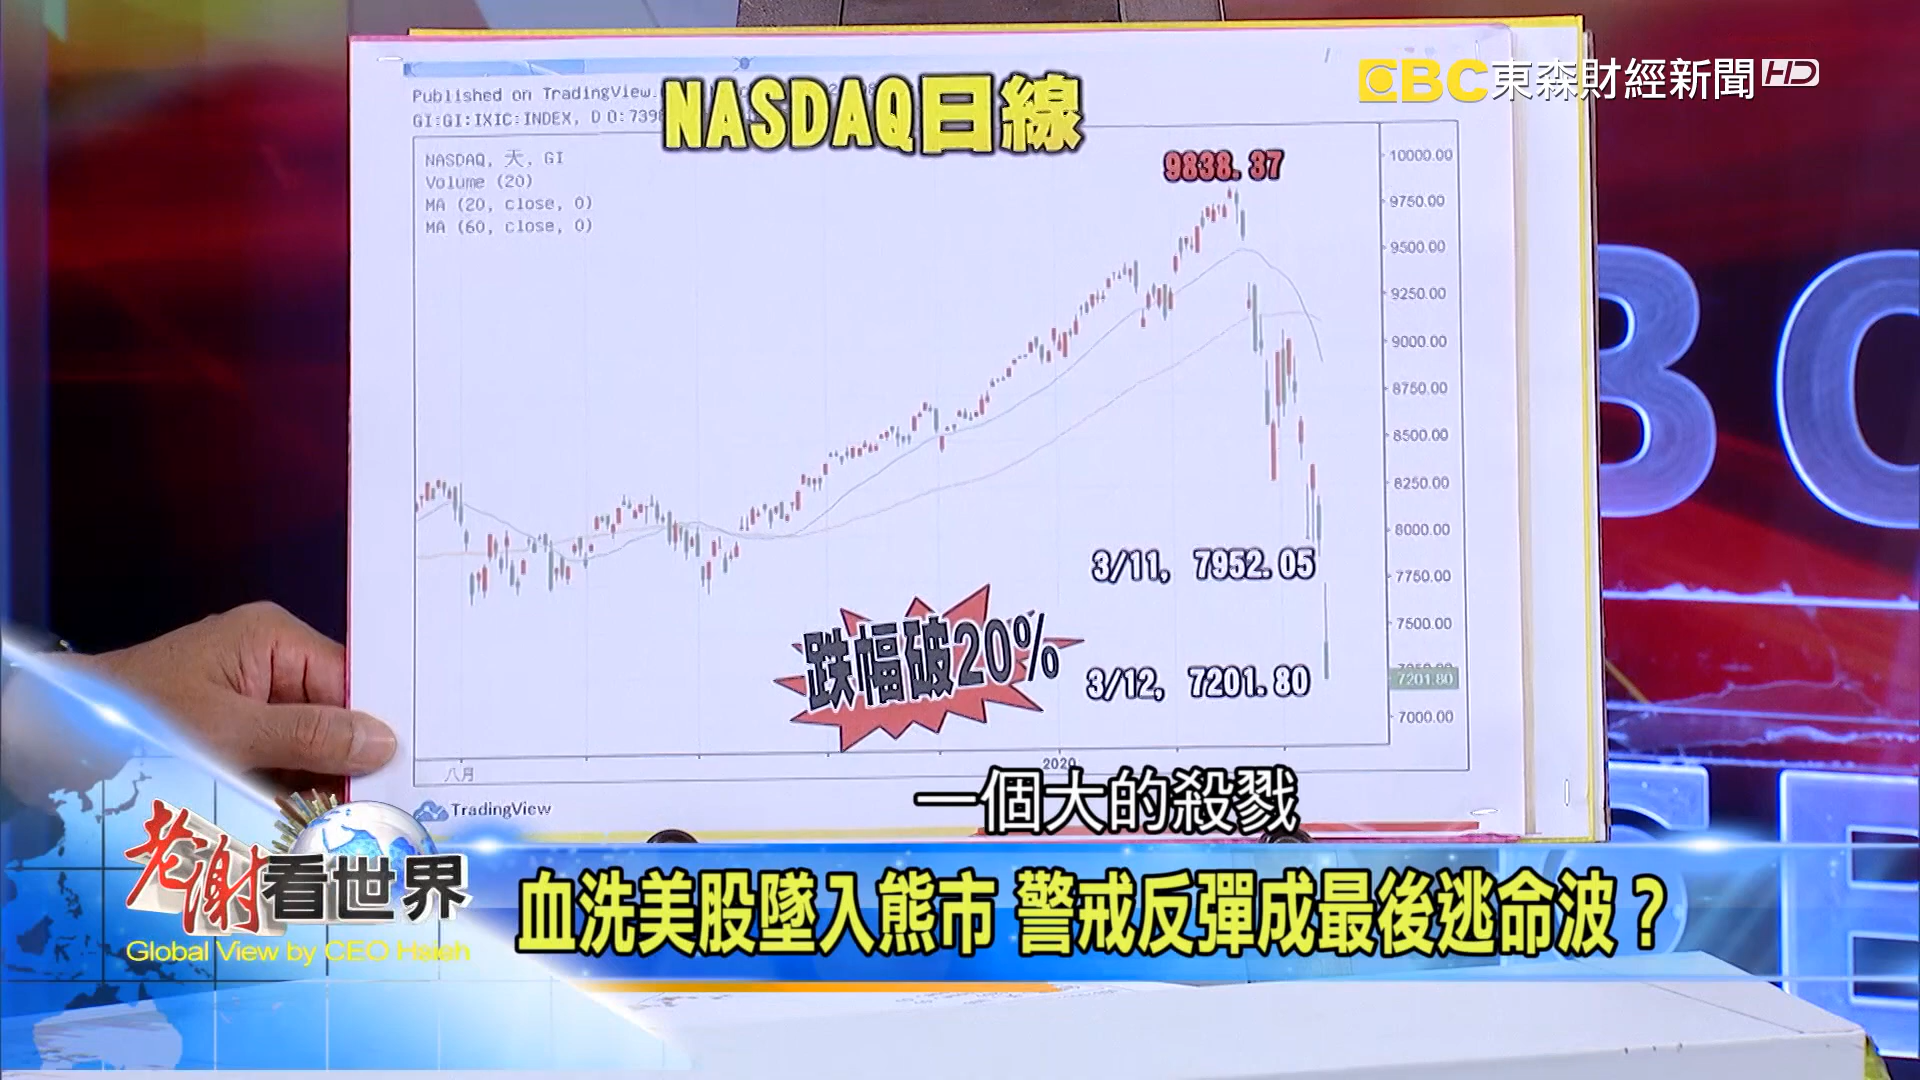 EBC東森財經新聞HD
Published on TradingView.
GI:GI:IXIC:INDEX, D O:7398
NASDAQ日線
NASDAQ, 天, GI
Volume (20)
MA (20, close, 0)
MA (60, close, 0)
9838.37
10000.00
9750.00
9500.00
9250.00
9000.00
8750.00
8500.00
8250.00
8000.00
7750.00
7500.00
7201.80
7000.00
3/11, 7952.05
跌幅破20%
3/12, 7201.80
八月
2020
TradingView
一個大的殺戮
老謝看世界
Global View by CEO Hsieh
血洗美股墜入熊市 警戒反彈成最後逃命波？